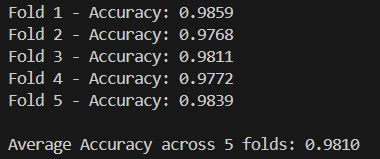 Fold 1 - Accuracy: 0.9859
Fold 2 - Accuracy: 0.9768
Fold 3 - Accuracy: 0.9811
Fold 4 - Accuracy: 0.9772
Fold 5 - Accuracy: 0.9839
Average Accuracy across 5 folds: 0.9810